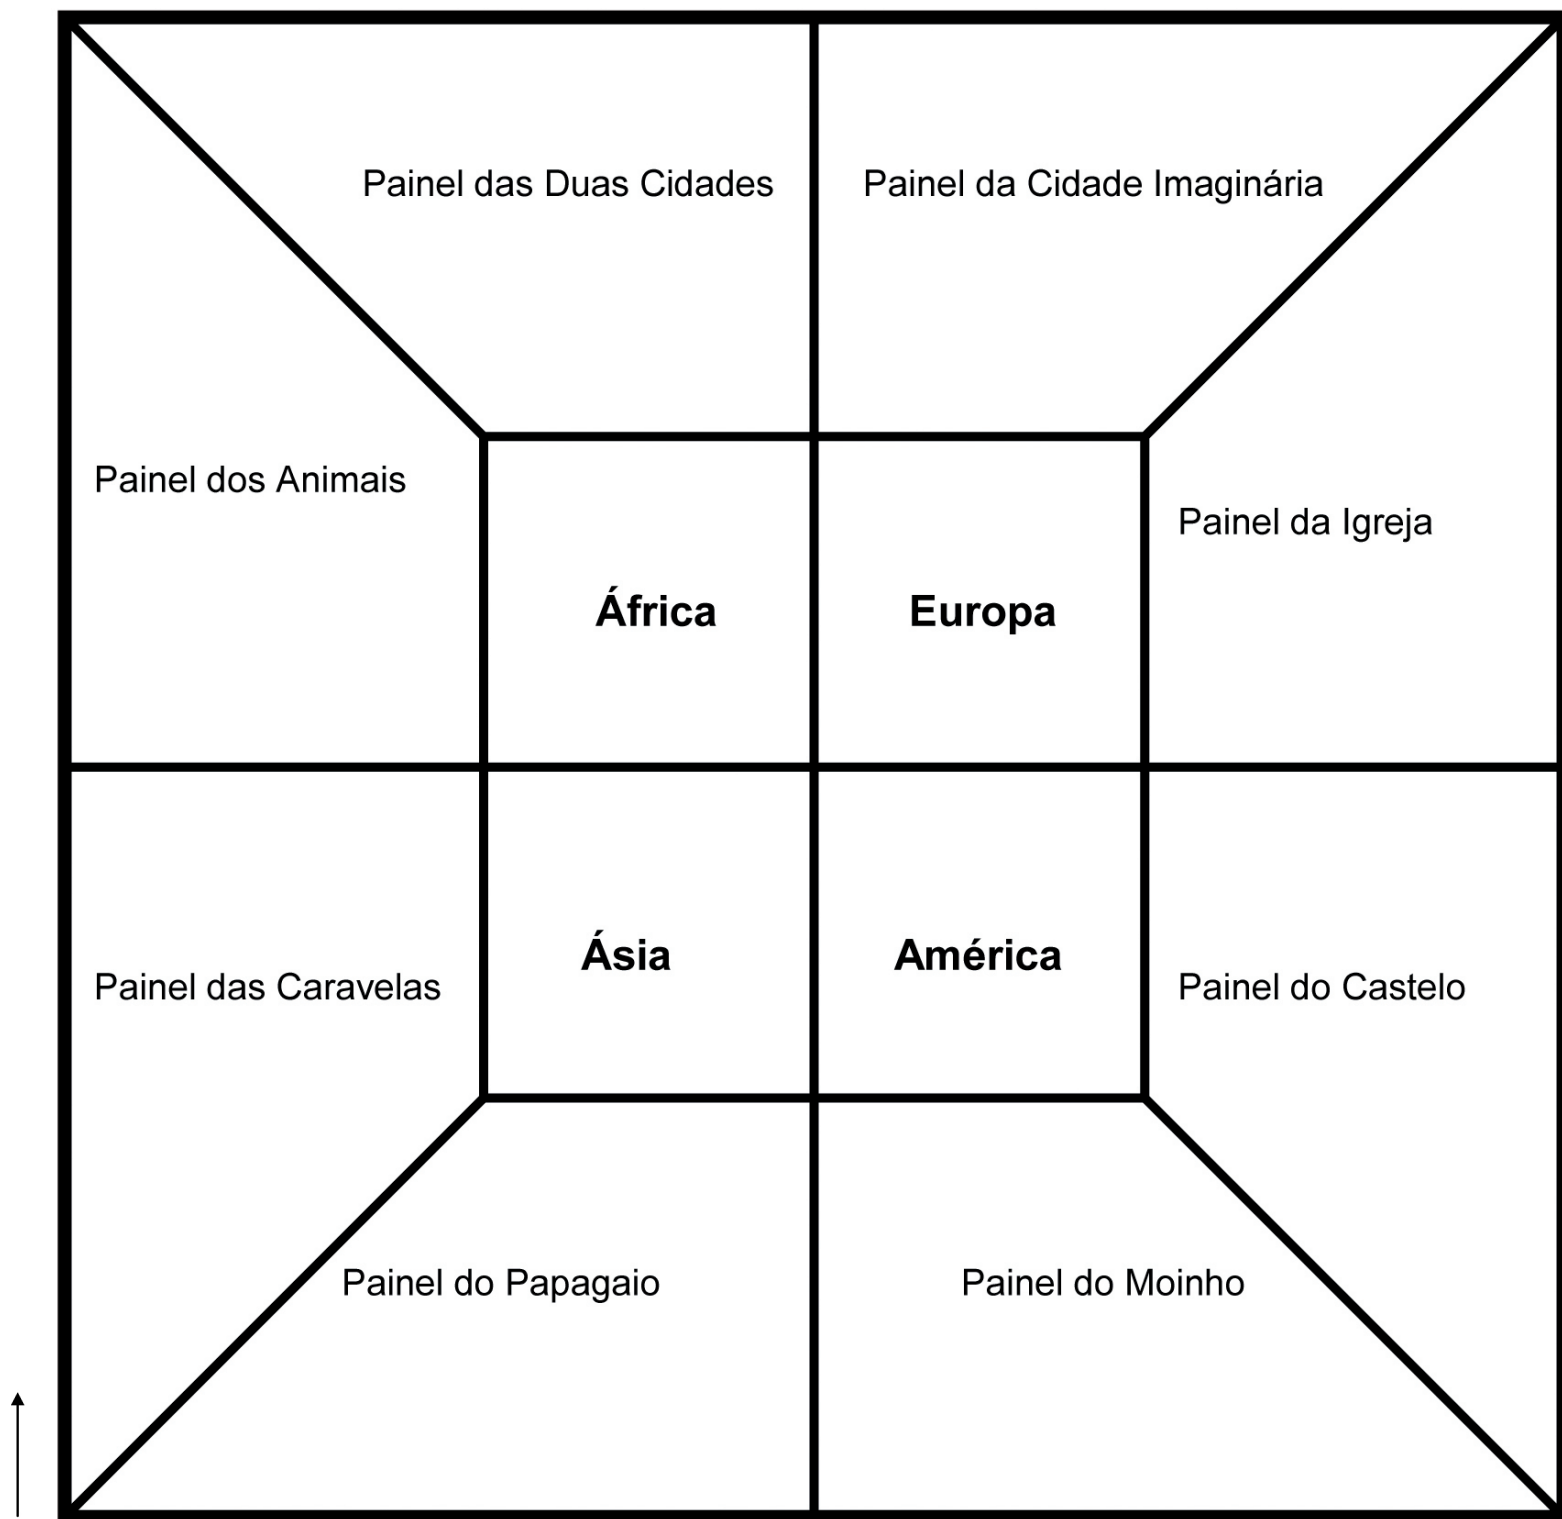 Painel das Duas Cidades
Painel da Cidade Imaginária
Painel dos Animais
Painel da Igreja
África
Europa
Ásia
América
Painel das Caravelas
Painel do Castelo
Painel do Papagaio
Painel do Moinho